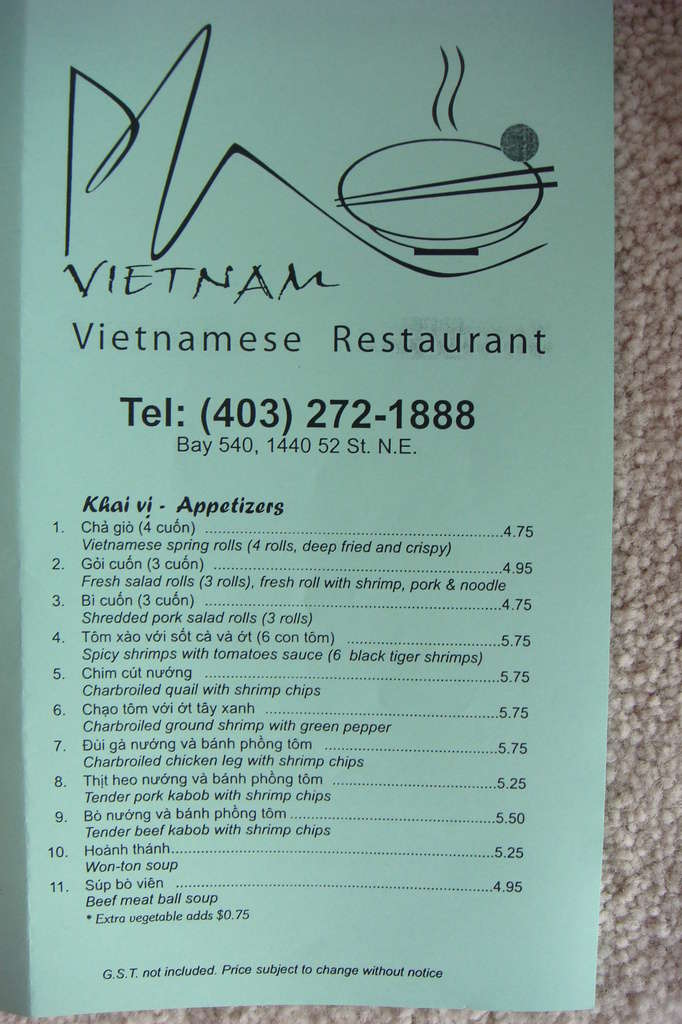 Pho
VIETNAM
Vietnamese Restaurant
Tel: (403) 272-1888
Bay 540, 1440 52 St. N.E.
Khai vị - Appetizers
1. Chả giò (4 cuốn) ........................................4.75
Vietnamese spring rolls (4 rolls, deep fried and crispy)
2. Gỏi cuốn (3 cuốn) ........................................4.95
Fresh salad rolls (3 rolls), fresh roll with shrimp, pork & noodle
3. Bì cuốn (3 cuốn) ........................................4.75
Shredded pork salad rolls (3 rolls)
4. Tôm xào với sốt cà và ớt (6 con tôm) ........................................5.75
Spicy shrimps with tomatoes sauce (6 black tiger shrimps)
5. Chim cút nướng ........................................5.75
Charbroiled quail with shrimp chips
6. Chạo tôm với ớt tây xanh ........................................5.75
Charbroiled ground shrimp with green pepper
7. Đùi gà nướng và bánh phồng tôm ........................................5.75
Charbroiled chicken leg with shrimp chips
8. Thịt heo nướng và bánh phồng tôm ........................................5.25
Tender pork kabob with shrimp chips
9. Bò nướng và bánh phồng tôm ........................................5.50
Tender beef kabob with shrimp chips
10. Hoành thánh........................................5.25
Won-ton soup
11. Súp bò viên ........................................4.95
Beef meat ball soup
* Extra vegetable adds $0.75
G.S.T. not included. Price subject to change without notice